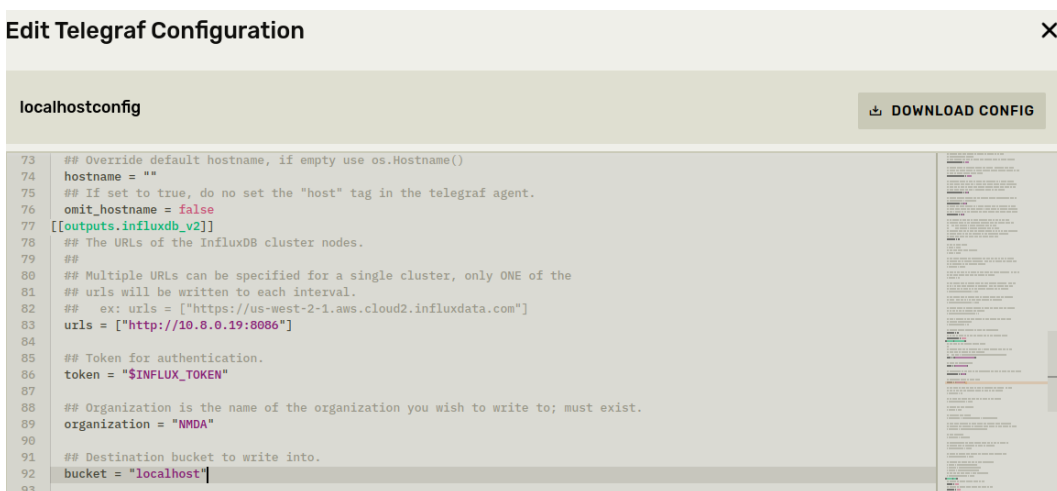 Edit Telegraf Configuration
localhostconfig
DOWNLOAD CONFIG
73 ## Override default hostname, if empty use os.Hostname()
74 hostname = ""
75 ## If set to true, do no set the "host" tag in the telegraf agent.
76 omit_hostname = false
77 [[outputs.influxdb_v2]]
78 ## The URLs of the InfluxDB cluster nodes.
79 ##
80 ## Multiple URLs can be specified for a single cluster, only ONE of the
81 ## urls will be written to each interval.
82 ##   ex: urls = ["https://us-west-2-1.aws.cloud2.influxdata.com"]
83 urls = ["http://10.8.0.19:8086"]
84
85 ## Token for authentication.
86 token = "$INFLUX_TOKEN"
87
88 ## Organization is the name of the organization you wish to write to; must exist.
89 organization = "NMDA"
90
91 ## Destination bucket to write into.
92 bucket = "localhost"
93